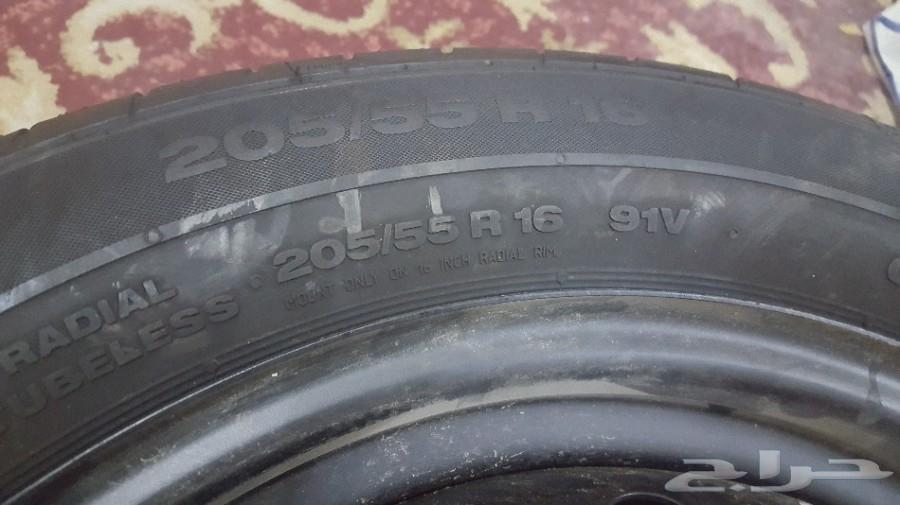 205/55 R 16
205/55 R 16 91V
MOUNT ONLY ON 16 INCH RADIAL RIM
RADIAL
TUBELESS
حراج